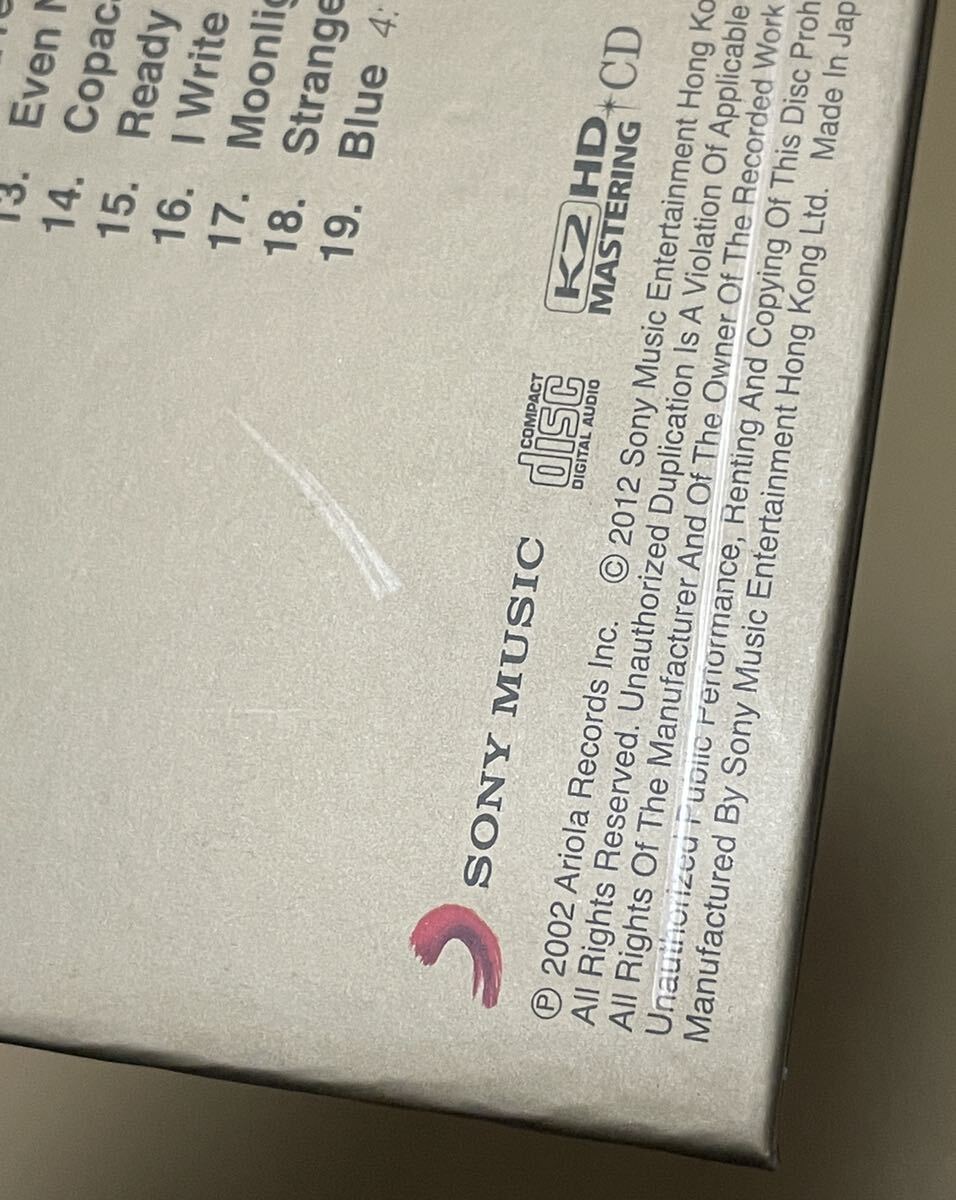 13. Even
14. Copac
15. Ready
16. I Write
17. Moonlig
18. Strange
19. Blue 4:
SONY MUSIC
COMPACT
disc
DIGITAL AUDIO
K2 HD
MASTERING
CD
℗ 2002 Ariola Records Inc. © 2012 Sony Music Entertainment Hong Ko
All Rights Reserved. Unauthorized Duplication Is A Violation Of Applicable
All Rights Of The Manufacturer And Of The Owner Of The Recorded Work
Unauthorized Public Performance, Renting And Copying Of This Disc Proh
Manufactured By Sony Music Entertainment Hong Kong Ltd. Made In Jap